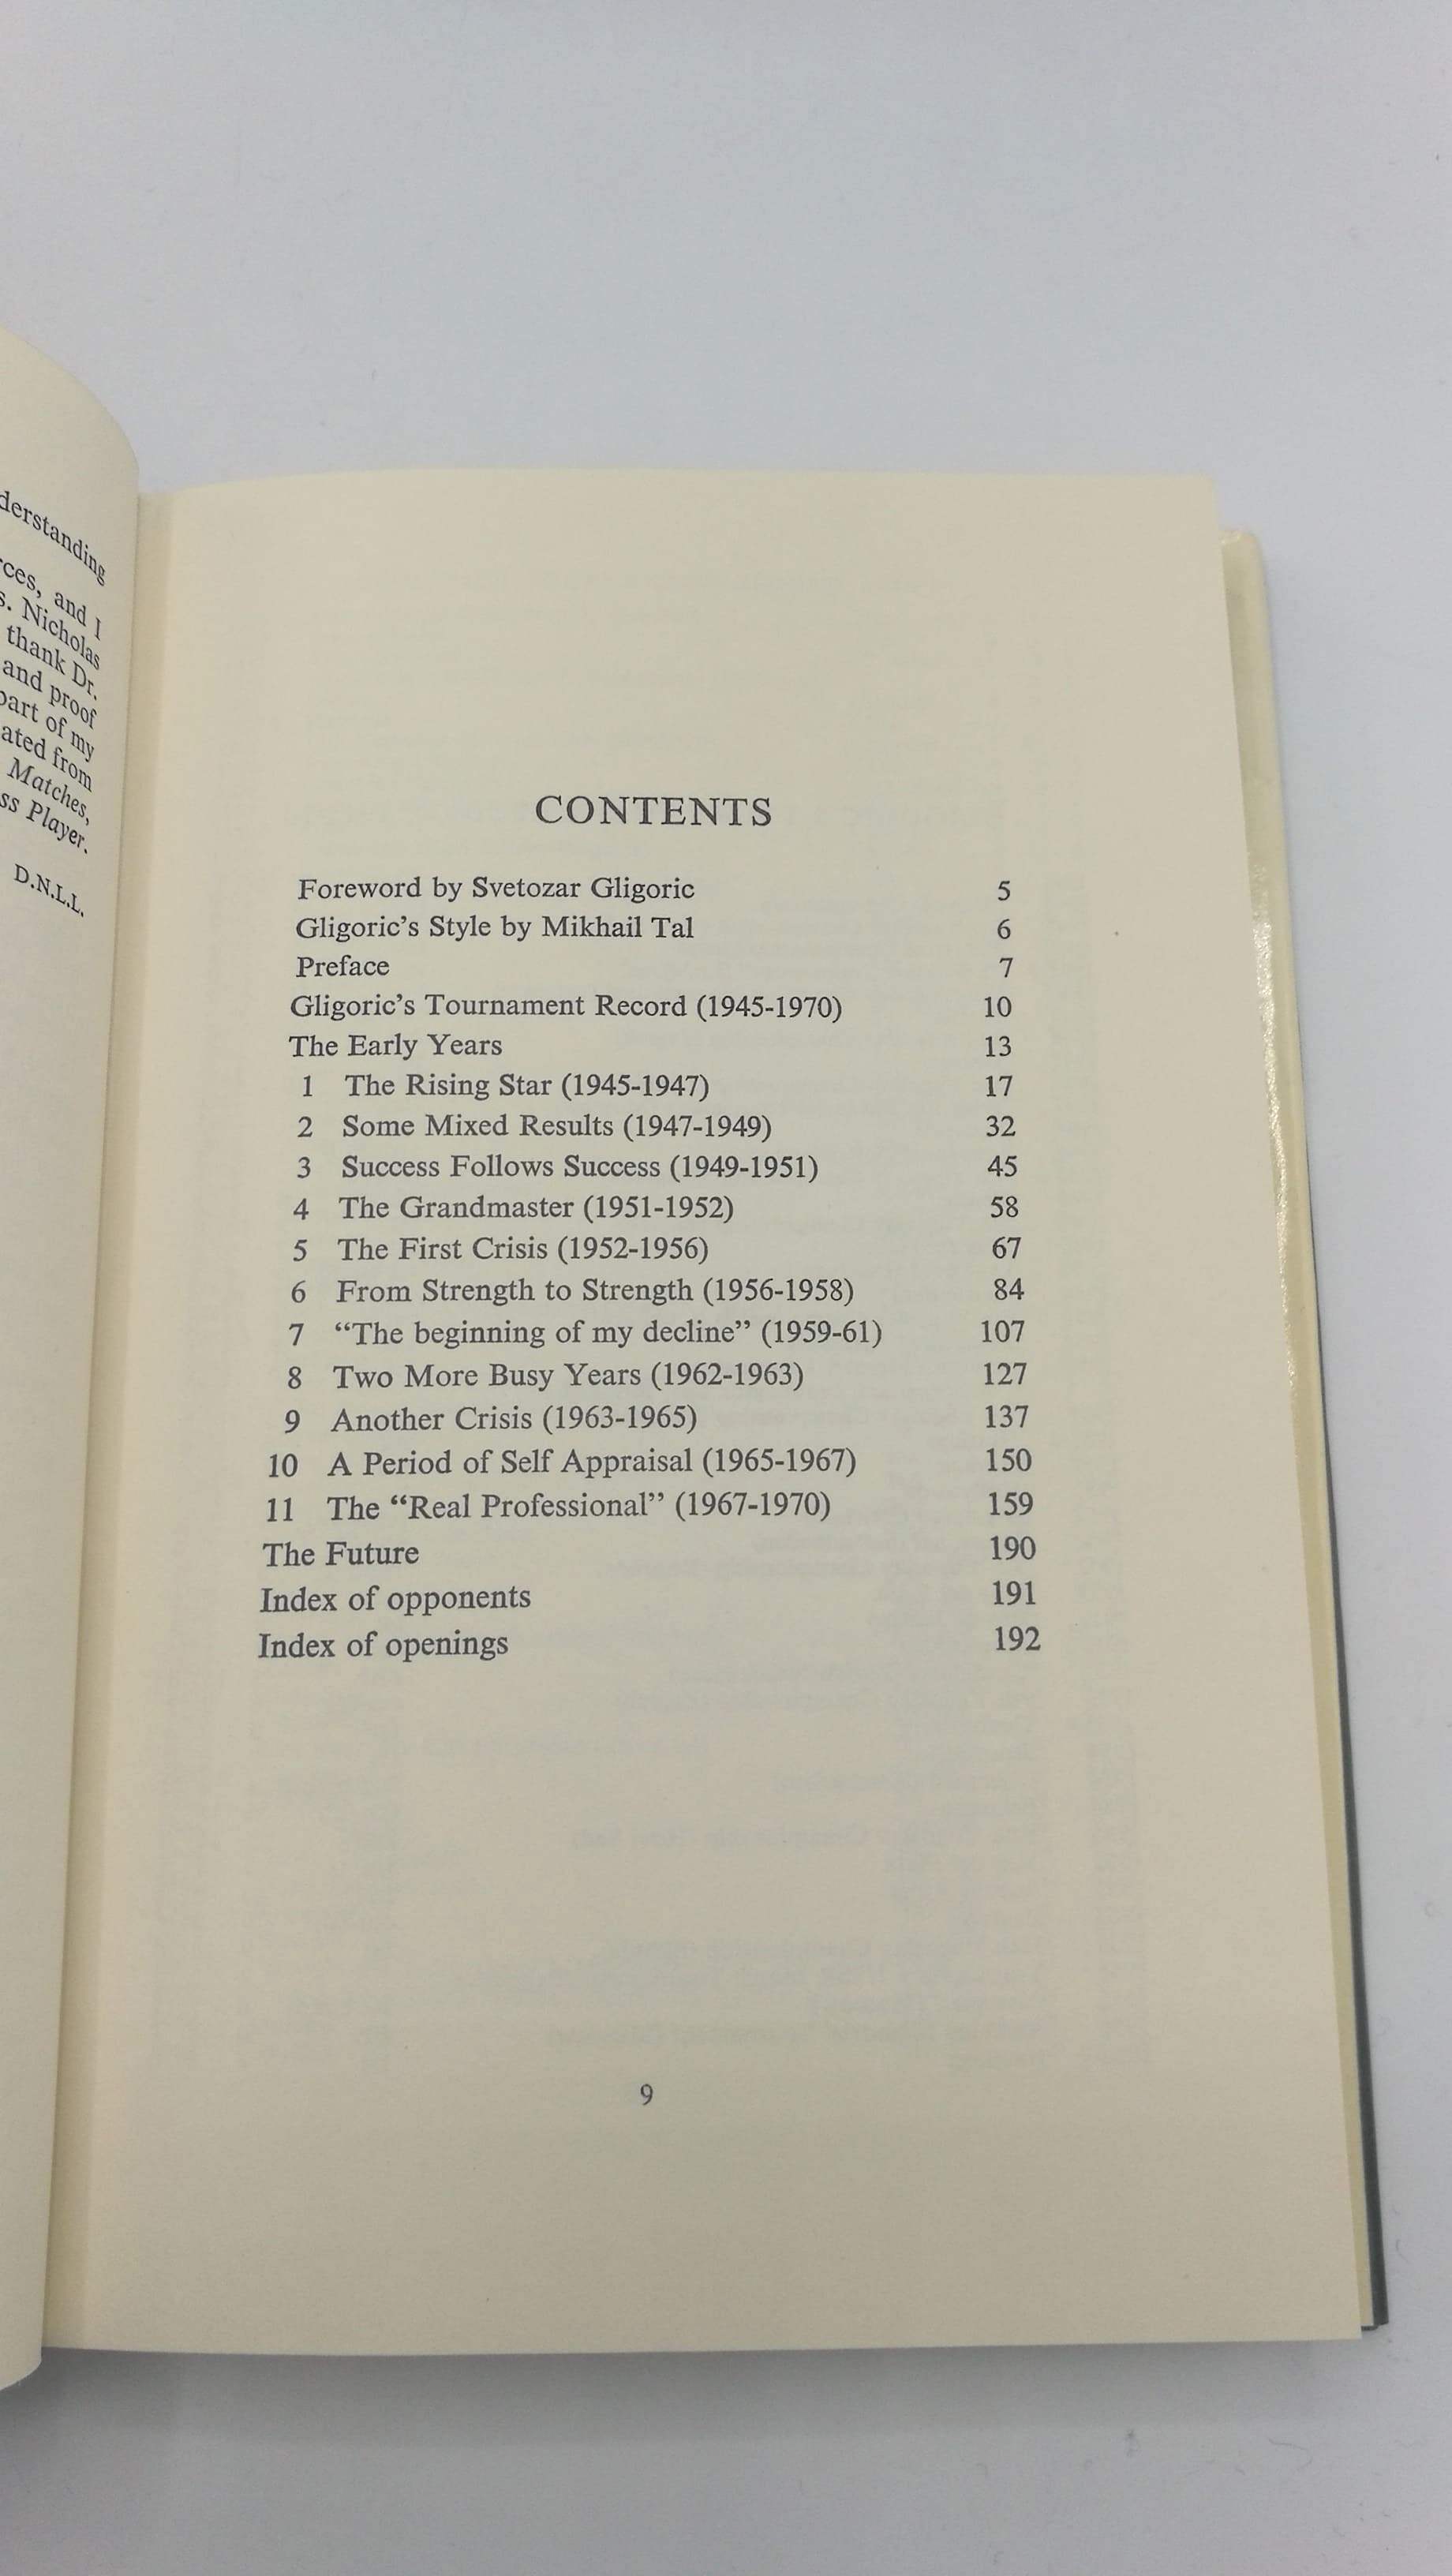 derstanding
ces, and I
s. Nicholas
thank Dr.
and proof
part of my
ated from
Matches,
ss Player.
D.N.L.L.
CONTENTS
Foreword by Svetozar Gligoric 5
Gligoric's Style by Mikhail Tal 6
Preface 7
Gligoric's Tournament Record (1945-1970) 10
The Early Years 13
1 The Rising Star (1945-1947) 17
2 Some Mixed Results (1947-1949) 32
3 Success Follows Success (1949-1951) 45
4 The Grandmaster (1951-1952) 58
5 The First Crisis (1952-1956) 67
6 From Strength to Strength (1956-1958) 84
7 “The beginning of my decline” (1959-61) 107
8 Two More Busy Years (1962-1963) 127
9 Another Crisis (1963-1965) 137
10 A Period of Self Appraisal (1965-1967) 150
11 The “Real Professional” (1967-1970) 159
The Future 190
Index of opponents 191
Index of openings 192
9